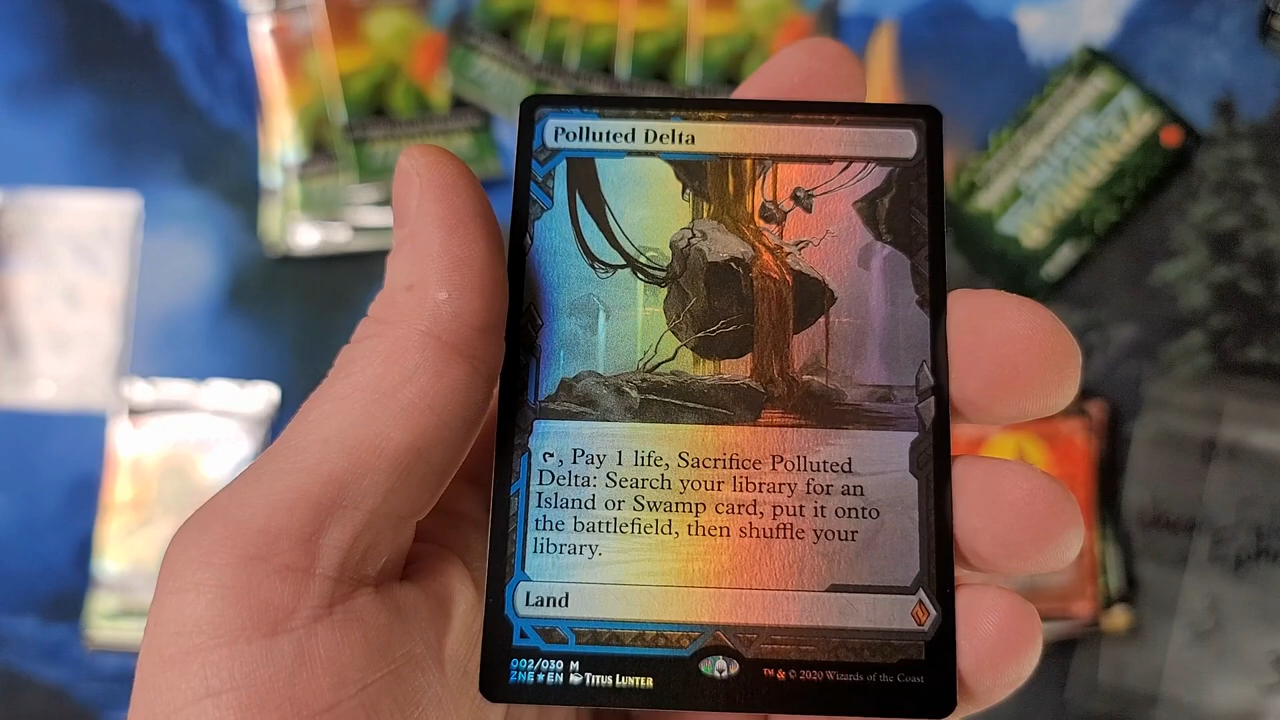 Polluted Delta
, Pay 1 life, Sacrifice Polluted
Delta: Search your library for an
Island or Swamp card, put it onto
the battlefield, then shuffle your
library.
Land
002/030 M
ZNE★EN Titus Lunter
™ & © 2020 Wizards of the Coast